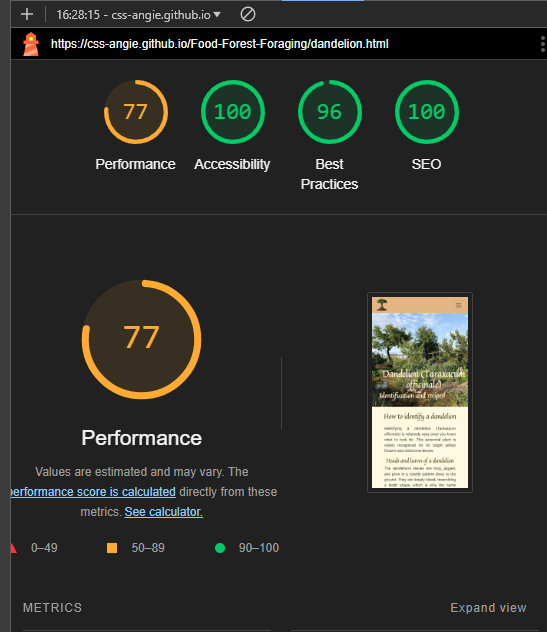 16:28:15 - css-angie.github.io
https://css-angie.github.io/Food-Forest-Foraging/dandelion.html
77
100
96
100
Performance
Accessibility
Best
Practices
SEO
77
Performance
Values are estimated and may vary. The
performance score is calculated directly from these
metrics. See calculator.
0–49
50–89
90–100
Dandelion (Taraxacum
officinale)
Identification and recipes
How to identify a dandelion
Identifying a dandelion (Taraxacum
officinale) is relatively easy once you know
what to look for. This perennial plant is
widely recognized for its bright yellow
flowers and distinctive leaves.
Heads and leaves of a dandelion
The dandelion's leaves are long, jagged,
and grow in a rosette pattern close to the
ground. They are deeply lobed, resembling
a tooth shape, which is why the name
METRICS
Expand view